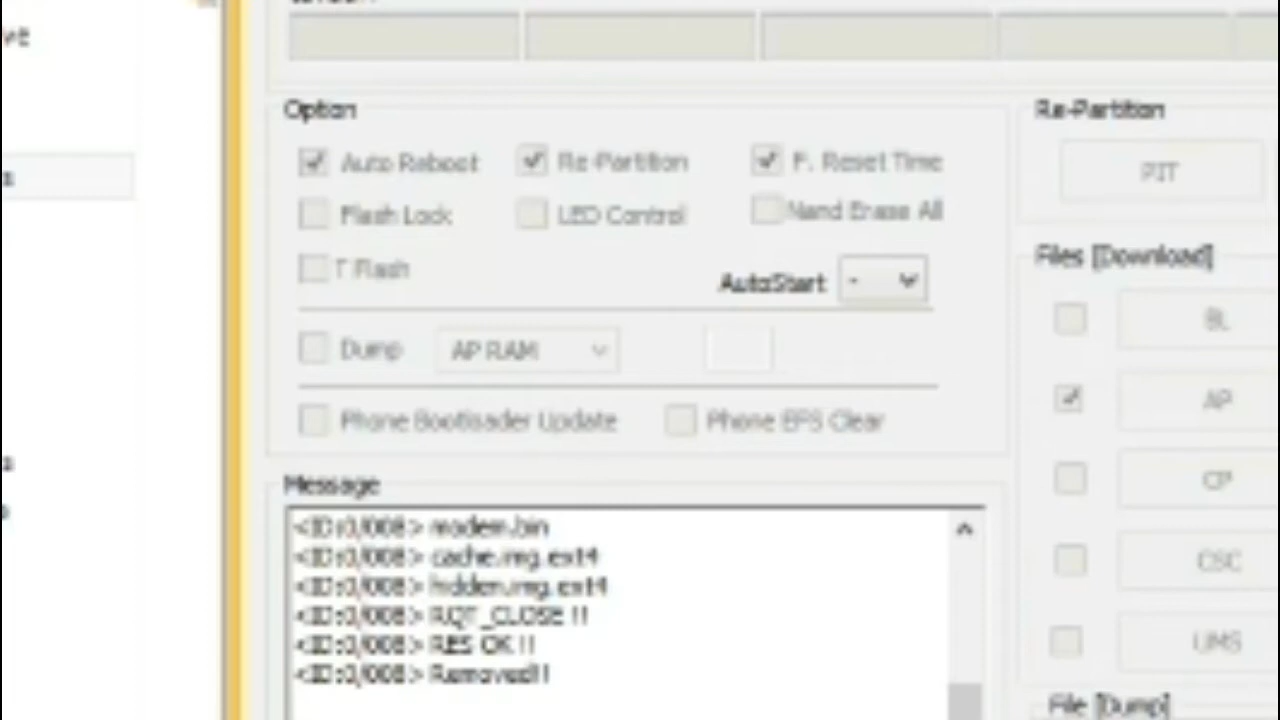 Option
Re-Partition
Auto Reboot
Re-Partition
F. Reset Time
PIT
Flash Lock
LED Control
Nand Erase All
T Flash
AutoStart
-
Files [Download]
BL
Dump
AP RAM
AP
Phone Bootloader Update
Phone EFS Clear
CP
Message
<ID:0/008> modem.bin
<ID:0/008> cache.img.ext4
<ID:0/008> hidden.img.ext4
<ID:0/008> RQT_CLOSE !!
<ID:0/008> RES OK !!
<ID:0/008> Removed!!
CSC
UMS
File [Dump]